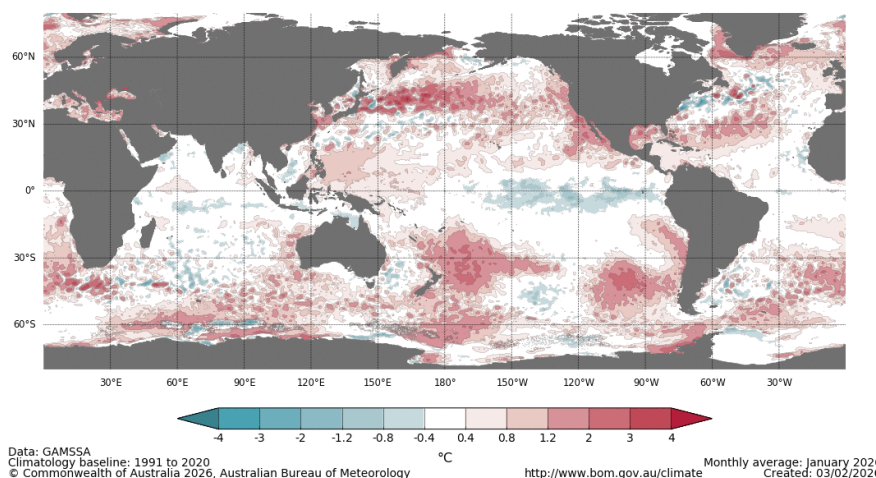 60°N
30°N
0°
30°S
60°S
30°E 60°E 90°E 120°E 150°E 180° 150°W 120°W 90°W 60°W 30°W
-4 -3 -2 -1.2 -0.8 -0.4 0.4 0.8 1.2 2 3 4
°C
Data: GAMSSA
Climatology baseline: 1991 to 2020
© Commonwealth of Australia 2026, Australian Bureau of Meteorology
http://www.bom.gov.au/climate
Monthly average: January 2026
Created: 03/02/2026